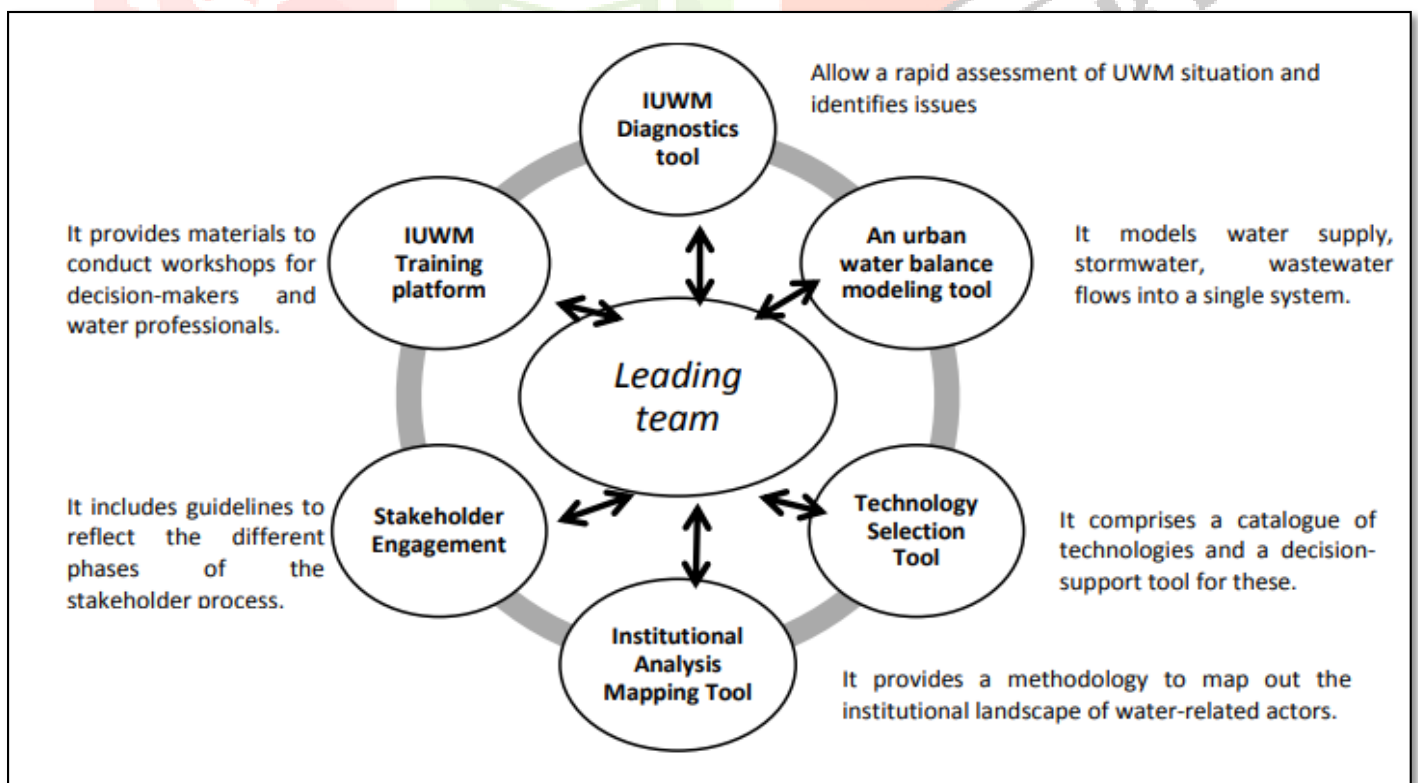 IUWM
Diagnostics
tool
Allow a rapid assessment of UWM situation and
identifies issues
An urban
water balance
modeling tool
It models water supply,
stormwater, wastewater
flows into a single system.
Technology
Selection
Tool
It comprises a catalogue of
technologies and a decision-
support tool for these.
Institutional
Analysis
Mapping Tool
It provides a methodology to map out the
institutional landscape of water-related actors.
Stakeholder
Engagement
It includes guidelines to
reflect the different
phases of the
stakeholder process.
IUWM
Training
platform
It provides materials to
conduct workshops for
decision-makers and
water professionals.
Leading
team